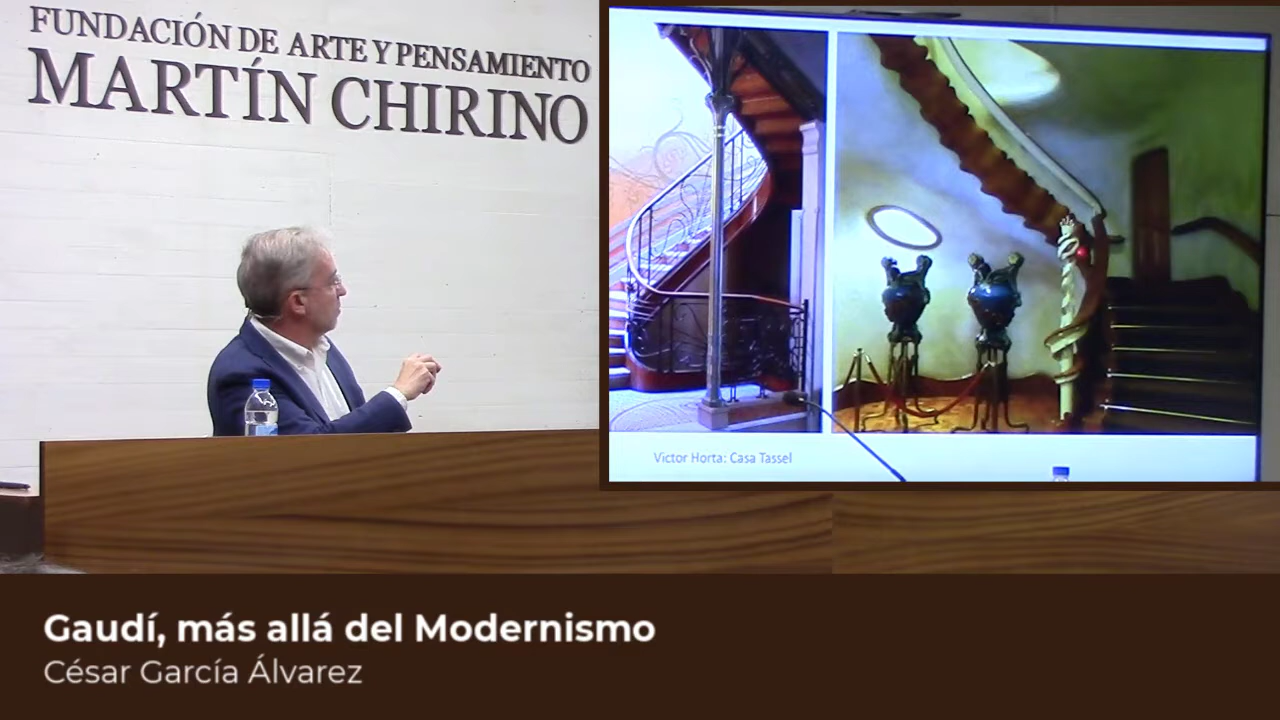 FUNDACIÓN DE ARTE Y PENSAMIENTO
MARTÍN CHIRINO
Victor Horta: Casa Tassel
Gaudí, más allá del Modernismo
César García Álvarez